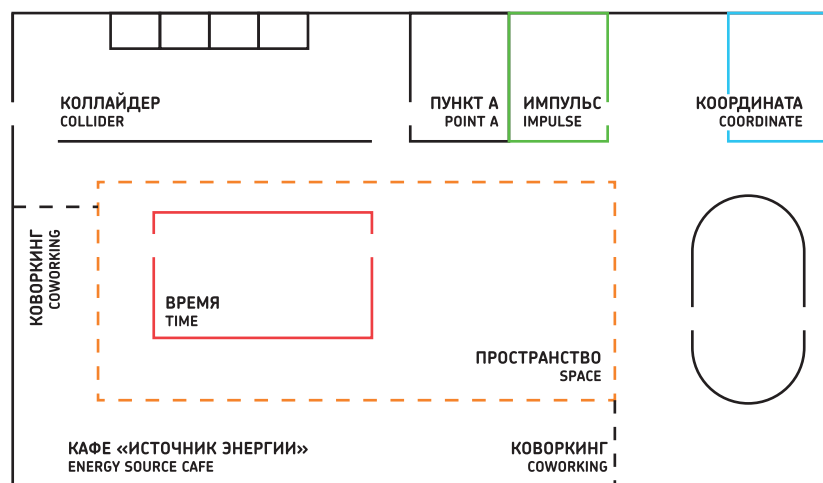 КОЛЛАЙДЕР
COLLIDER
ПУНКТ А
POINT A
ИМПУЛЬС
IMPULSE
КООРДИНАТА
COORDINATE
КОВОРКИНГ
COWORKING
ВРЕМЯ
TIME
ПРОСТРАНСТВО
SPACE
КАФЕ «ИСТОЧНИК ЭНЕРГИИ»
ENERGY SOURCE CAFE
КОВОРКИНГ
COWORKING